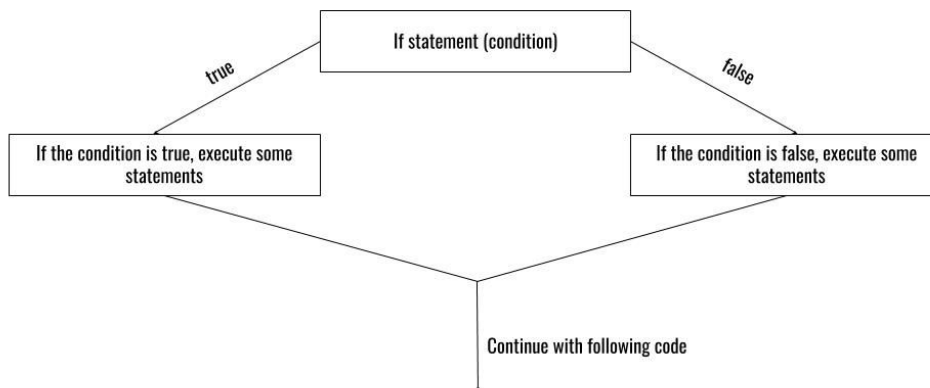 If statement (condition)
true
false
If the condition is true, execute some
statements
If the condition is false, execute some
statements
Continue with following code